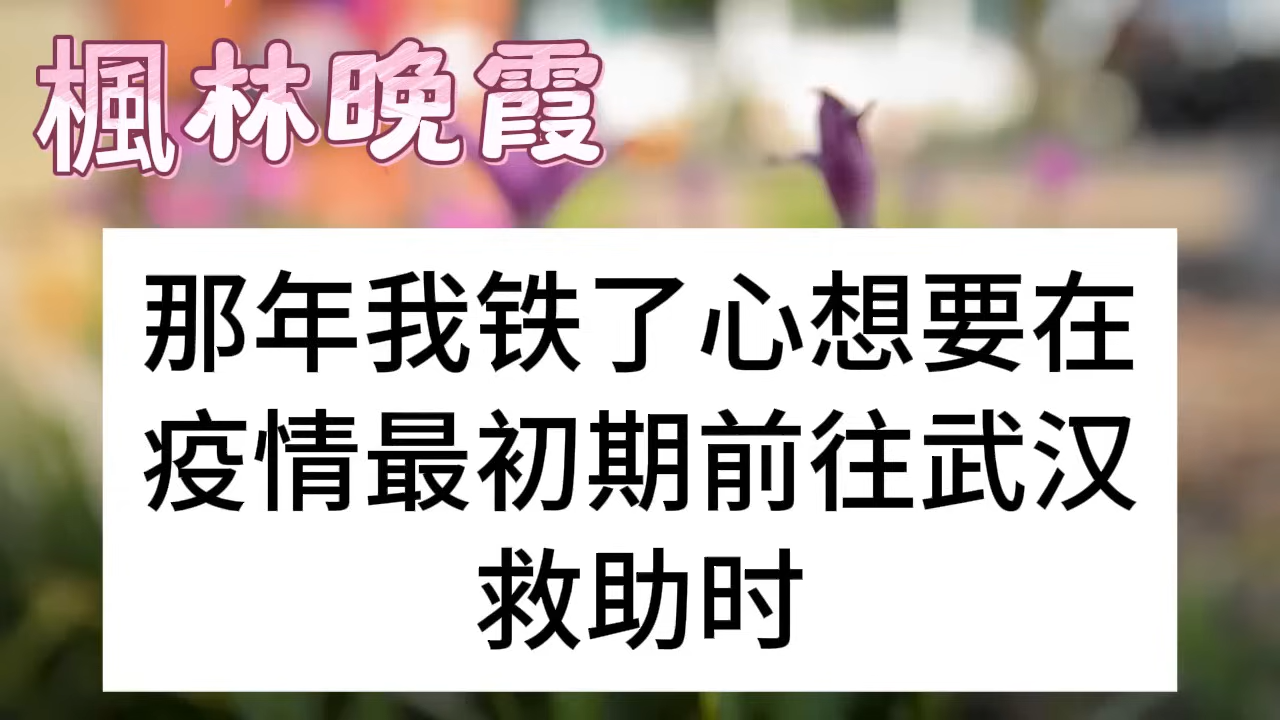 楓林晚霞
那年我铁了心想要在
疫情最初期前往武汉
救助时